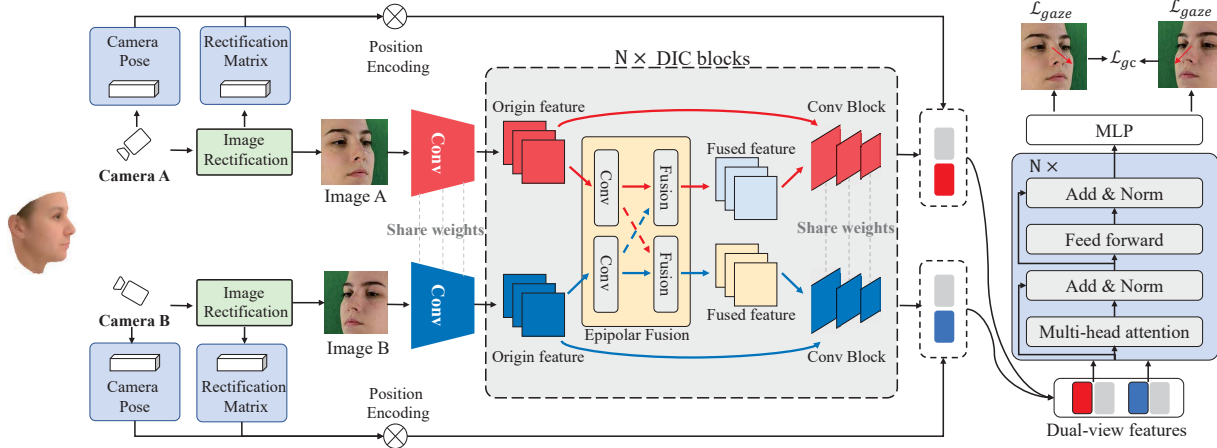 Camera
Pose
Rectification
Matrix
Position
Encoding
Camera A
Image
Rectification
Image A
Conv
Share weights
N × DIC blocks
Origin feature
Conv
Fusion
Fused feature
Conv Block
Share weights
Conv
Fusion
Epipolar Fusion
Fused feature
Origin feature
Conv Block
Camera B
Image
Rectification
Image B
Conv
Camera
Pose
Rectification
Matrix
Position
Encoding
ℒgaze
ℒgaze
ℒgc
MLP
N ×
Add & Norm
Feed forward
Add & Norm
Multi-head attention
Dual-view features